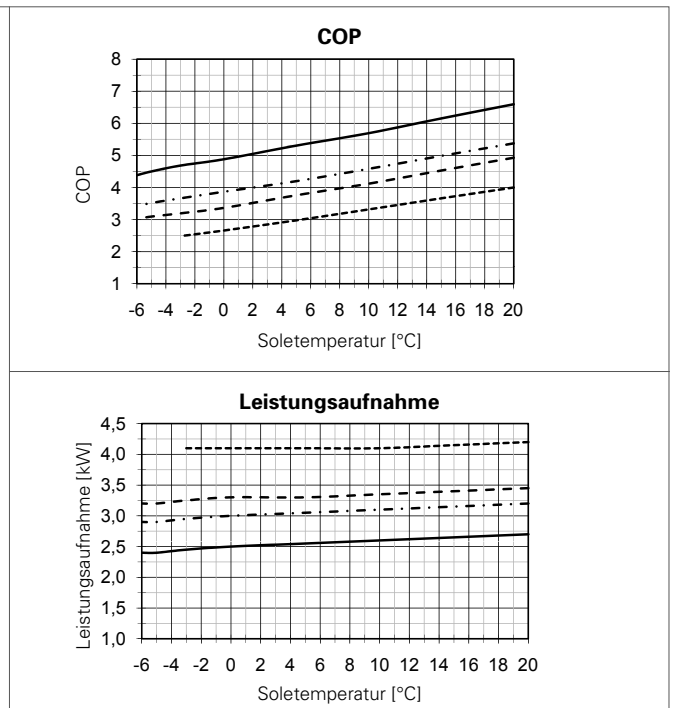 COP
8
7
6
5
4
3
2
1
COP
-6 -4 -2 0 2 4 6 8 10 12 14 16 18 20
Soletemperatur [°C]
Leistungsaufnahme
4,5
4,0
3,5
3,0
2,5
2,0
1,5
1,0
Leistungsaufnahme [kW]
-6 -4 -2 0 2 4 6 8 10 12 14 16 18 20
Soletemperatur [°C]